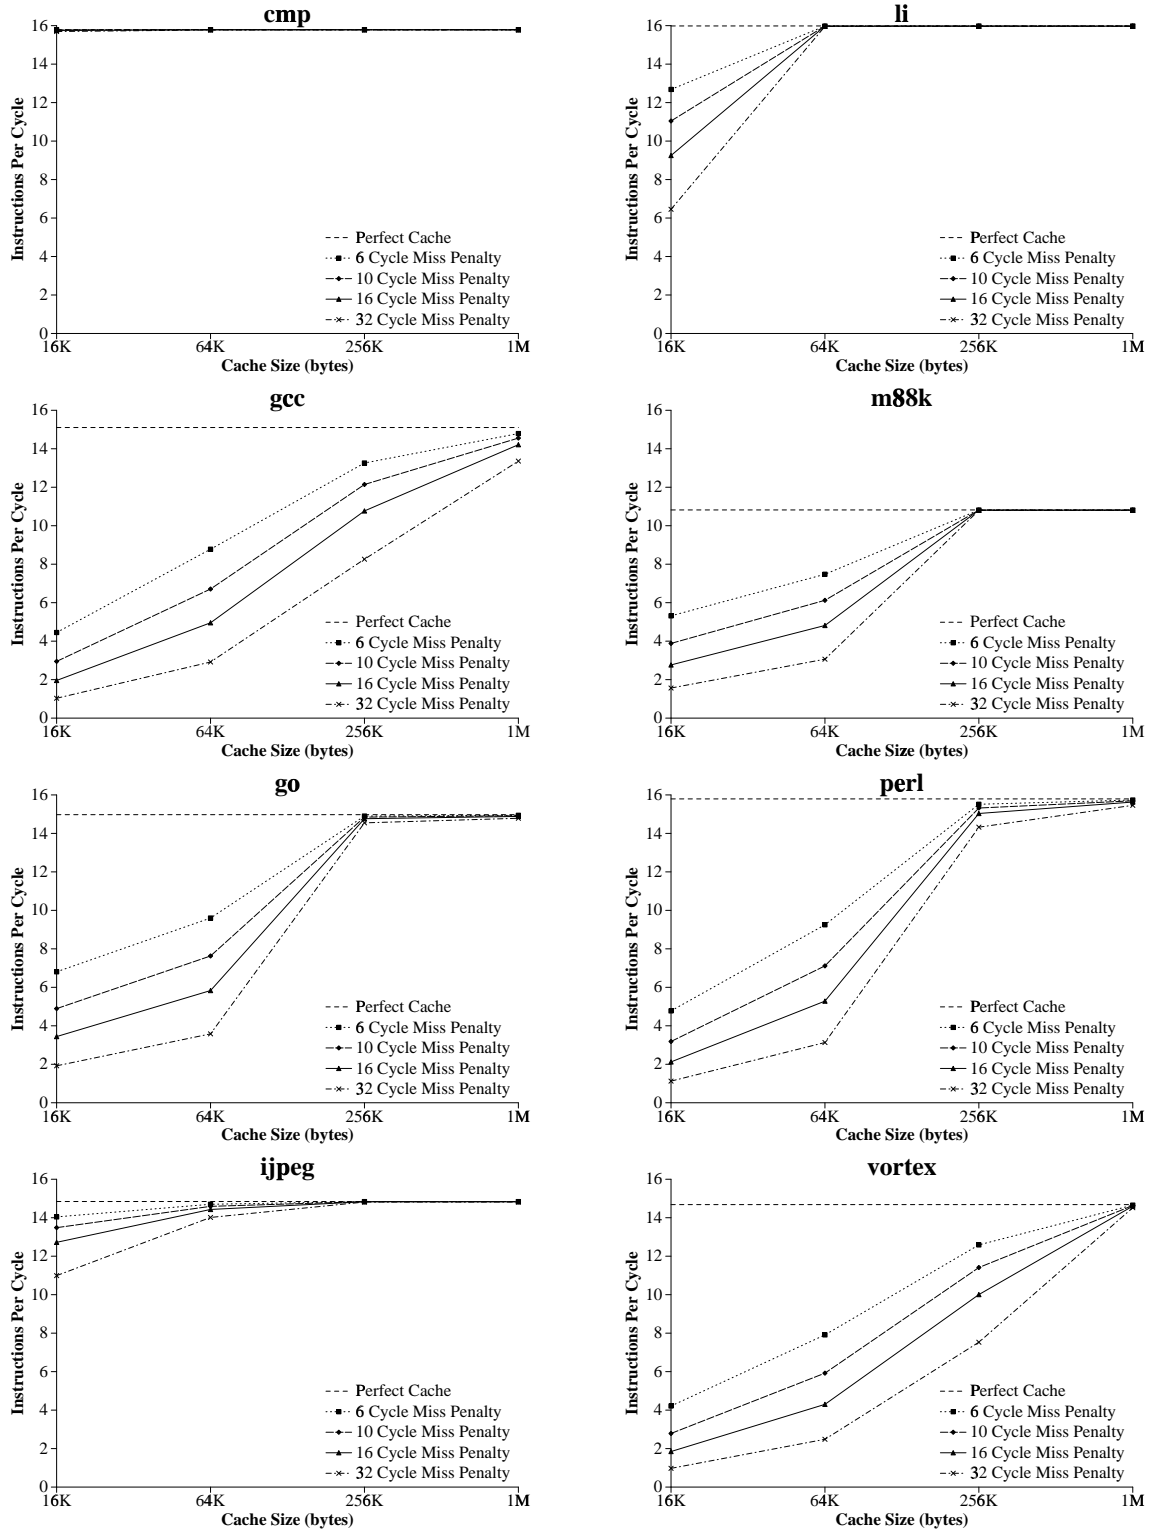 cmp
Instructions Per Cycle
16
14
12
10
8
6
4
2
0
Perfect Cache
6 Cycle Miss Penalty
10 Cycle Miss Penalty
16 Cycle Miss Penalty
32 Cycle Miss Penalty
16K 64K 256K 1M
Cache Size (bytes)
li
Instructions Per Cycle
16
14
12
10
8
6
4
2
0
Perfect Cache
6 Cycle Miss Penalty
10 Cycle Miss Penalty
16 Cycle Miss Penalty
32 Cycle Miss Penalty
16K 64K 256K 1M
Cache Size (bytes)
gcc
Instructions Per Cycle
16
14
12
10
8
6
4
2
0
Perfect Cache
6 Cycle Miss Penalty
10 Cycle Miss Penalty
16 Cycle Miss Penalty
32 Cycle Miss Penalty
16K 64K 256K 1M
Cache Size (bytes)
m88k
Instructions Per Cycle
16
14
12
10
8
6
4
2
0
Perfect Cache
6 Cycle Miss Penalty
10 Cycle Miss Penalty
16 Cycle Miss Penalty
32 Cycle Miss Penalty
16K 64K 256K 1M
Cache Size (bytes)
go
Instructions Per Cycle
16
14
12
10
8
6
4
2
0
Perfect Cache
6 Cycle Miss Penalty
10 Cycle Miss Penalty
16 Cycle Miss Penalty
32 Cycle Miss Penalty
16K 64K 256K 1M
Cache Size (bytes)
perl
Instructions Per Cycle
16
14
12
10
8
6
4
2
0
Perfect Cache
6 Cycle Miss Penalty
10 Cycle Miss Penalty
16 Cycle Miss Penalty
32 Cycle Miss Penalty
16K 64K 256K 1M
Cache Size (bytes)
ijpeg
Instructions Per Cycle
16
14
12
10
8
6
4
2
0
Perfect Cache
6 Cycle Miss Penalty
10 Cycle Miss Penalty
16 Cycle Miss Penalty
32 Cycle Miss Penalty
16K 64K 256K 1M
Cache Size (bytes)
vortex
Instructions Per Cycle
16
14
12
10
8
6
4
2
0
Perfect Cache
6 Cycle Miss Penalty
10 Cycle Miss Penalty
16 Cycle Miss Penalty
32 Cycle Miss Penalty
16K 64K 256K 1M
Cache Size (bytes)